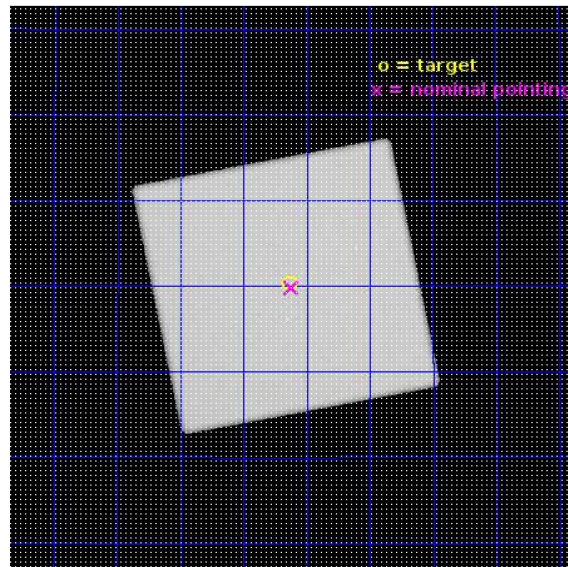 o = target
x = nominal pointing